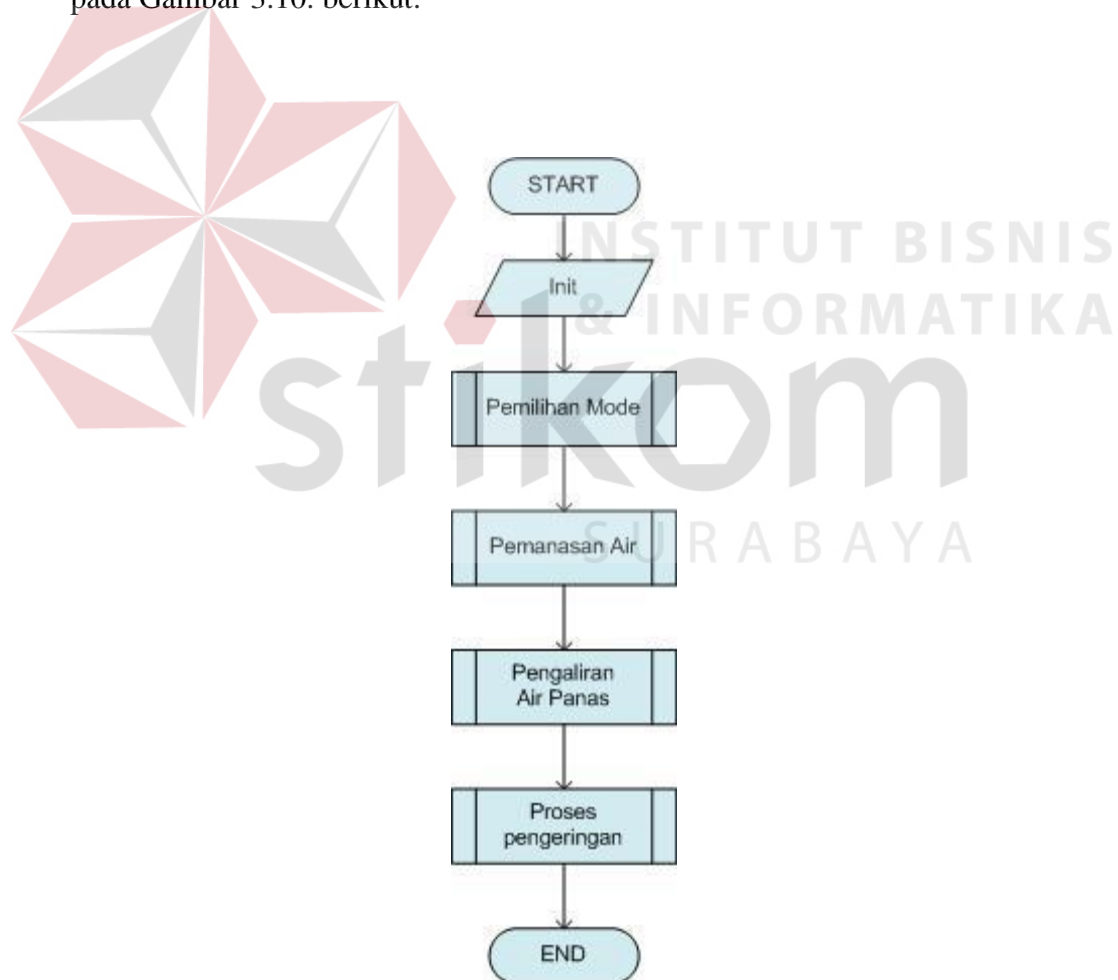 pada Gambar 3.10. berikut:
START
INSTITUT BISNIS
Init
& INFORMATIKA
stikom
Pemilihan Mode
Pemanasan Air
SURABAYA
Pengaliran
Air Panas
Proses
pengeringan
END